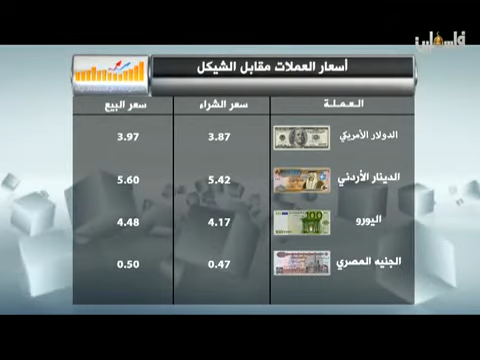 فلسطين
أسعار العملات مقابل الشيكل
العملة سعر الشراء سعر البيع
الدولار الأمريكي 3.87 3.97
الدينار الأردني 5.42 5.60
اليورو 4.17 4.48
الجنيه المصري 0.47 0.50